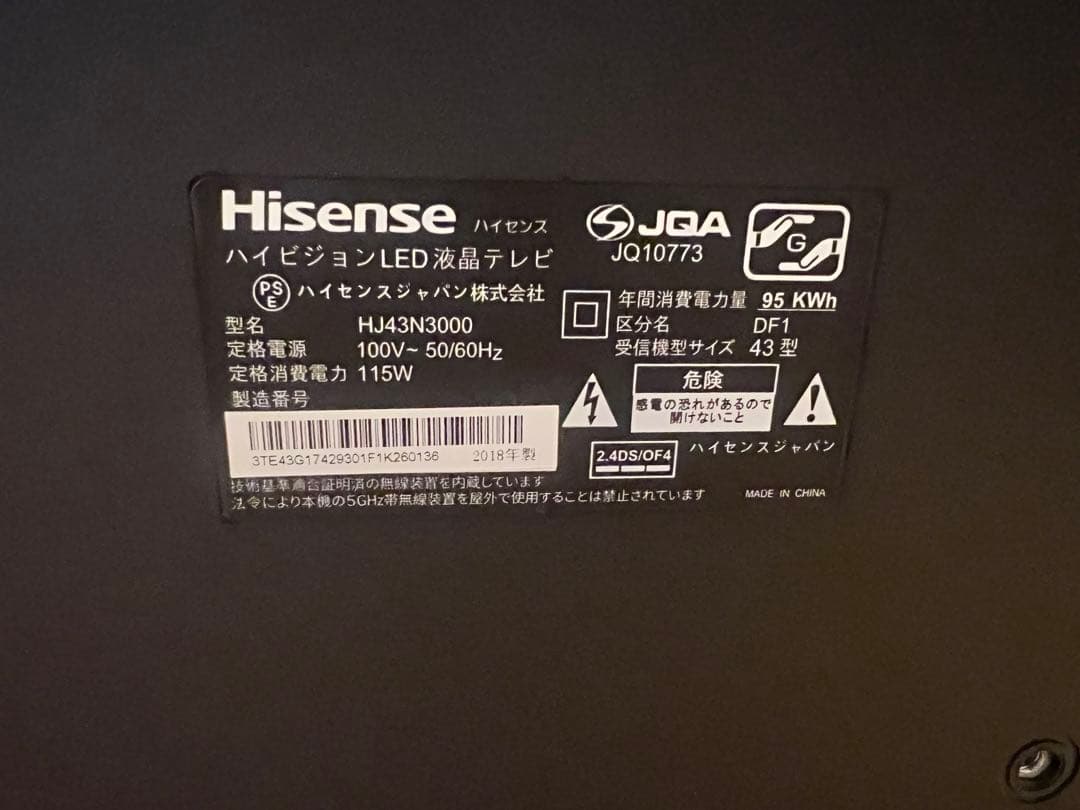 Hisense ハイセンス
ハイビジョンLED液晶テレビ
PS
E
ハイセンスジャパン株式会社
型名 HJ43N3000
定格電源 100V~ 50/60Hz
定格消費電力 115W
製造番号
3TE43G17429301F1K260136 2018年製
技術基準適合証明済の無線装置を内蔵しています
法令により本機の5GHz帯無線装置を屋外で使用することは禁止されています
JQA
JQ10773
G
年間消費電力量 95 KWh
区分名 DF1
受信機型サイズ 43型
危険
感電の恐れがあるので
開けないこと
2.4DS/OF4
ハイセンスジャパン
MADE IN CHINA